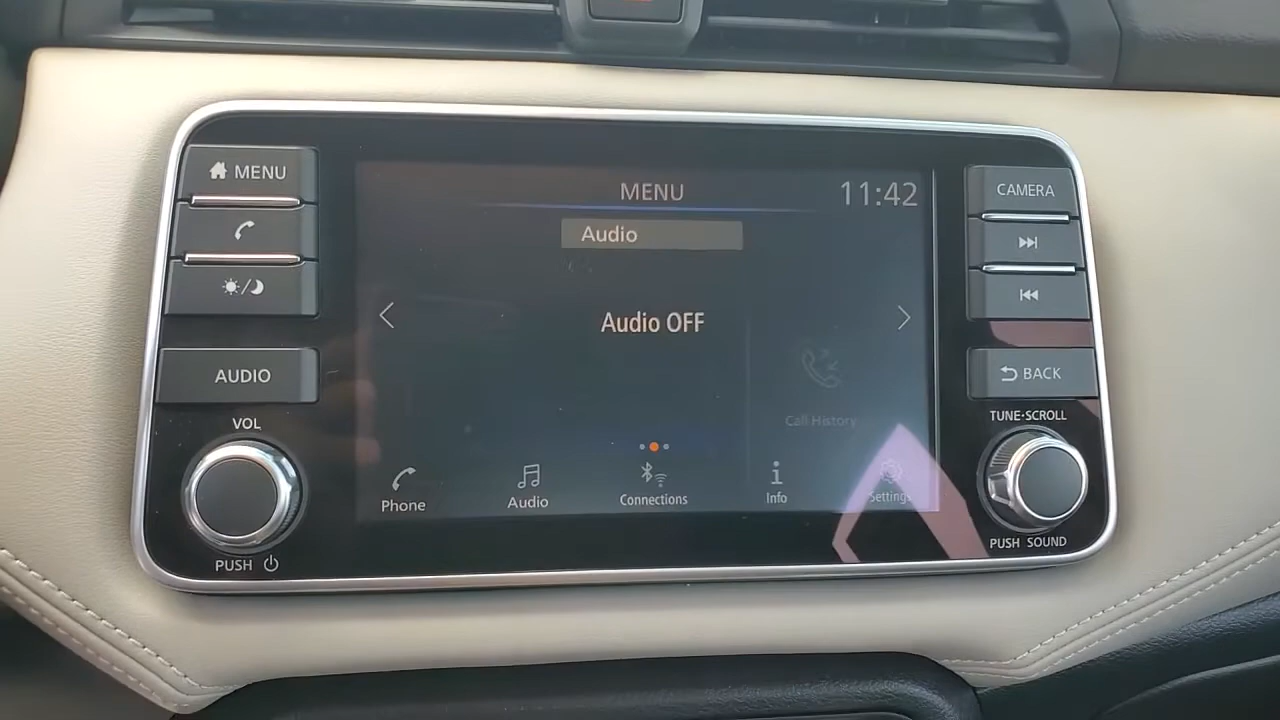 MENU
AUDIO
VOL
PUSH
MENU
11:42
Audio
Audio OFF
Call History
Phone
Audio
Connections
Info
Settings
CAMERA
BACK
TUNE·SCROLL
PUSH SOUND